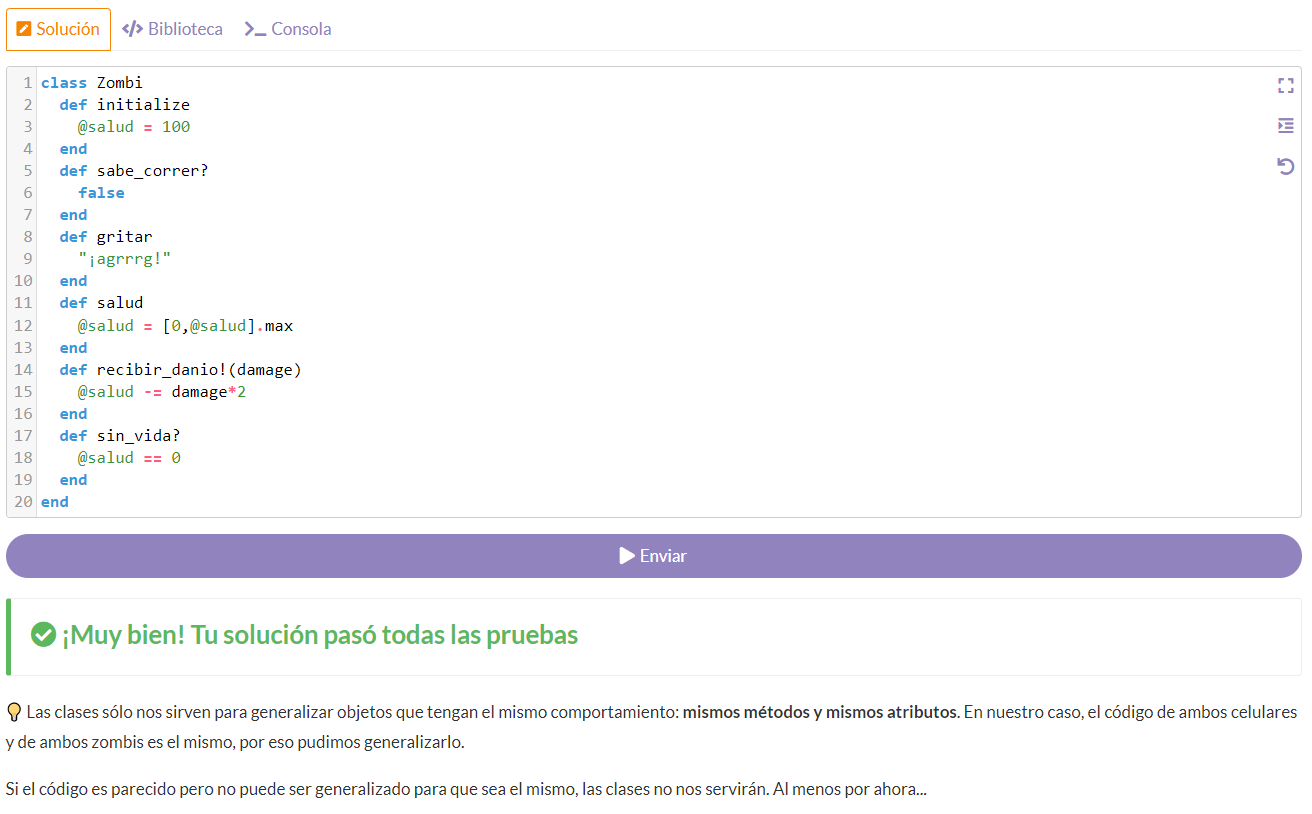 Solución Biblioteca Consola
1 class Zombi
2   def initialize
3     @salud = 100
4   end
5   def sabe_correr?
6     false
7   end
8   def gritar
9     "¡agrrrg!"
10   end
11   def salud
12     @salud = [0,@salud].max
13   end
14   def recibir_danio!(damage)
15     @salud -= damage*2
16   end
17   def sin_vida?
18     @salud == 0
19   end
20 end
Enviar
¡Muy bien! Tu solución pasó todas las pruebas
Las clases sólo nos sirven para generalizar objetos que tengan el mismo comportamiento: mismos métodos y mismos atributos. En nuestro caso, el código de ambos celulares
y de ambos zombis es el mismo, por eso pudimos generalizarlo.
Si el código es parecido pero no puede ser generalizado para que sea el mismo, las clases no nos servirán. Al menos por ahora...